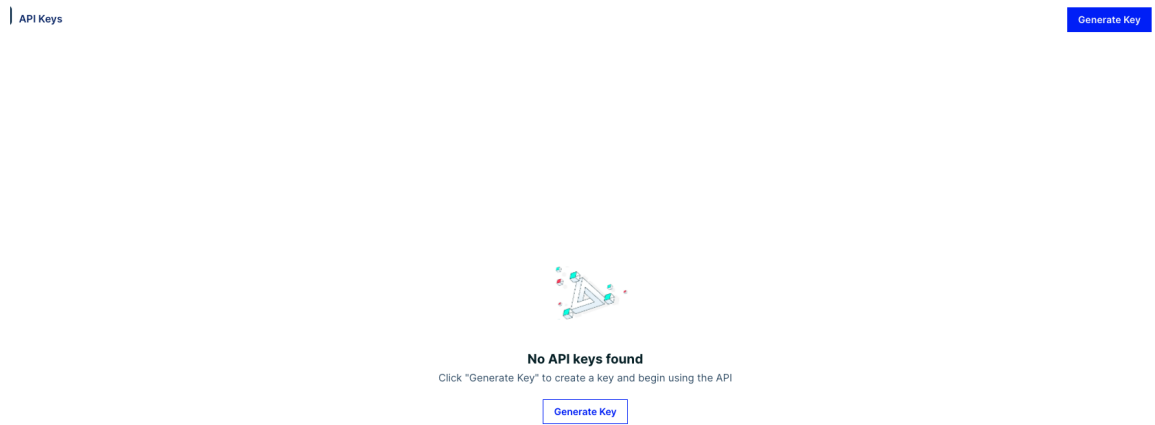 API Keys
Generate Key
No API keys found
Click "Generate Key" to create a key and begin using the API
Generate Key